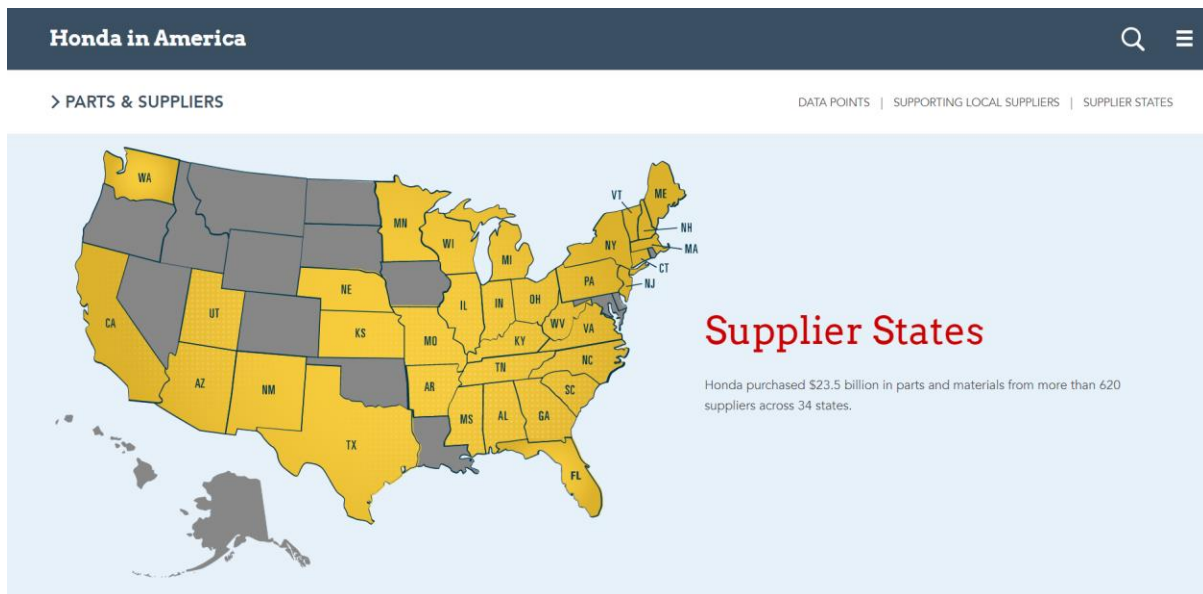 Honda in America
> PARTS & SUPPLIERS
DATA POINTS | SUPPORTING LOCAL SUPPLIERS | SUPPLIER STATES
WA
VT
ME
MN
NH
WI
NY
MA
MI
CT
PA
NJ
NE
IL
IN
OH
UT
WV
VA
CA
KS
MO
KY
NC
TN
AZ
NM
AR
SC
MS
AL
GA
TX
FL
Supplier States
Honda purchased $23.5 billion in parts and materials from more than 620
suppliers across 34 states.